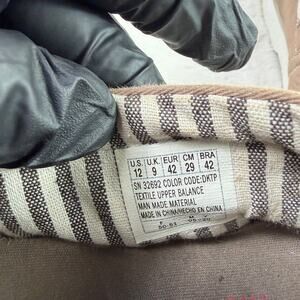 U.S. U.K. EUR CM BRA
12 9 42 29 42
SN 32692 COLOR CODE:DKTP
TEXTILE UPPER BALANCE
MAN MADE MATERIAL
MADE IN CHINA/HECHO EN CHINA